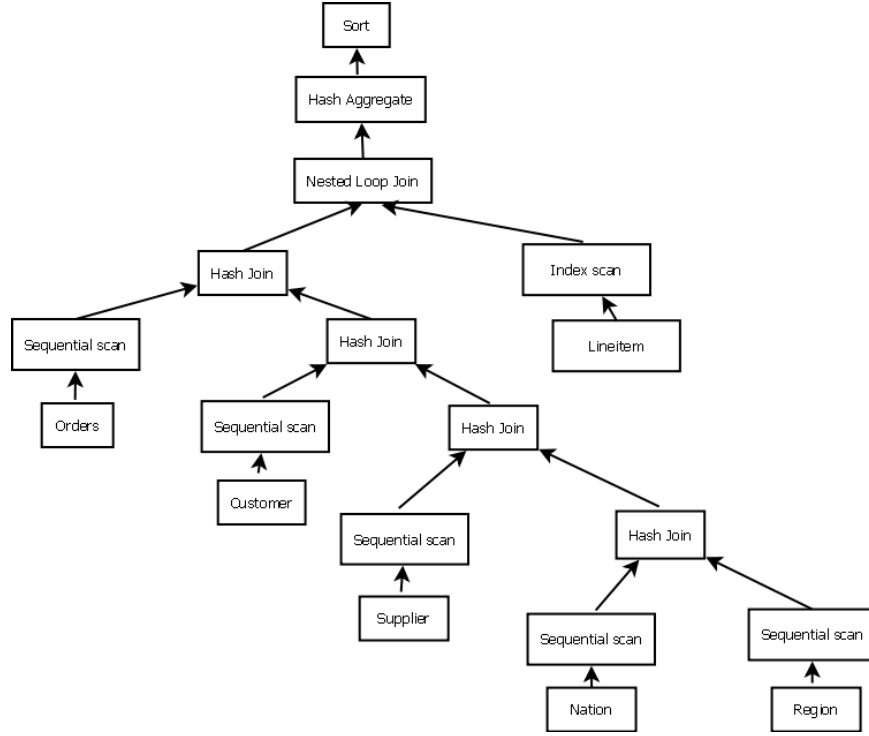 Sort
Hash Aggregate
Nested Loop Join
Hash Join
Index scan
Sequential scan
Hash Join
Lineitem
Orders
Sequential scan
Hash Join
Customer
Sequential scan
Hash Join
Supplier
Sequential scan
Sequential scan
Nation
Region